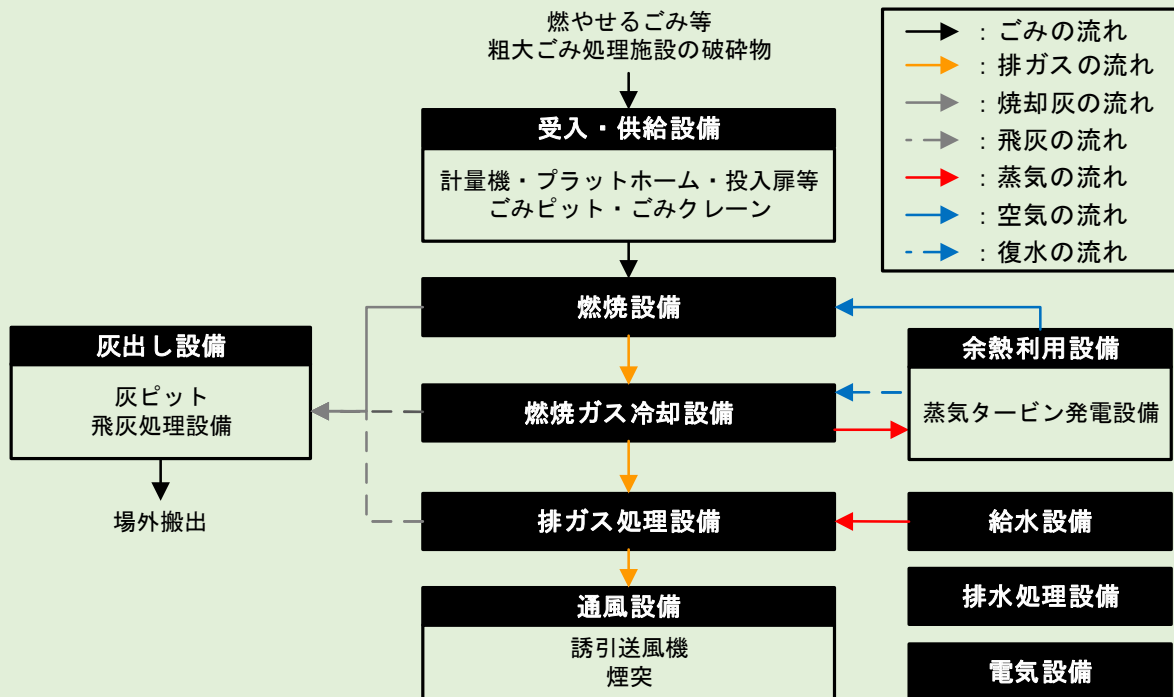 燃やせるごみ等
粗大ごみ処理施設の破砕物
受入・供給設備
計量機・プラットホーム・投入扉等
ごみピット・ごみクレーン
燃焼設備
燃焼ガス冷却設備
排ガス処理設備
通風設備
誘引送風機
煙突
灰出し設備
灰ピット
飛灰処理設備
場外搬出
：ごみの流れ
：排ガスの流れ
：焼却灰の流れ
：飛灰の流れ
：蒸気の流れ
：空気の流れ
：復水の流れ
余熱利用設備
蒸気タービン発電設備
給水設備
排水処理設備
電気設備